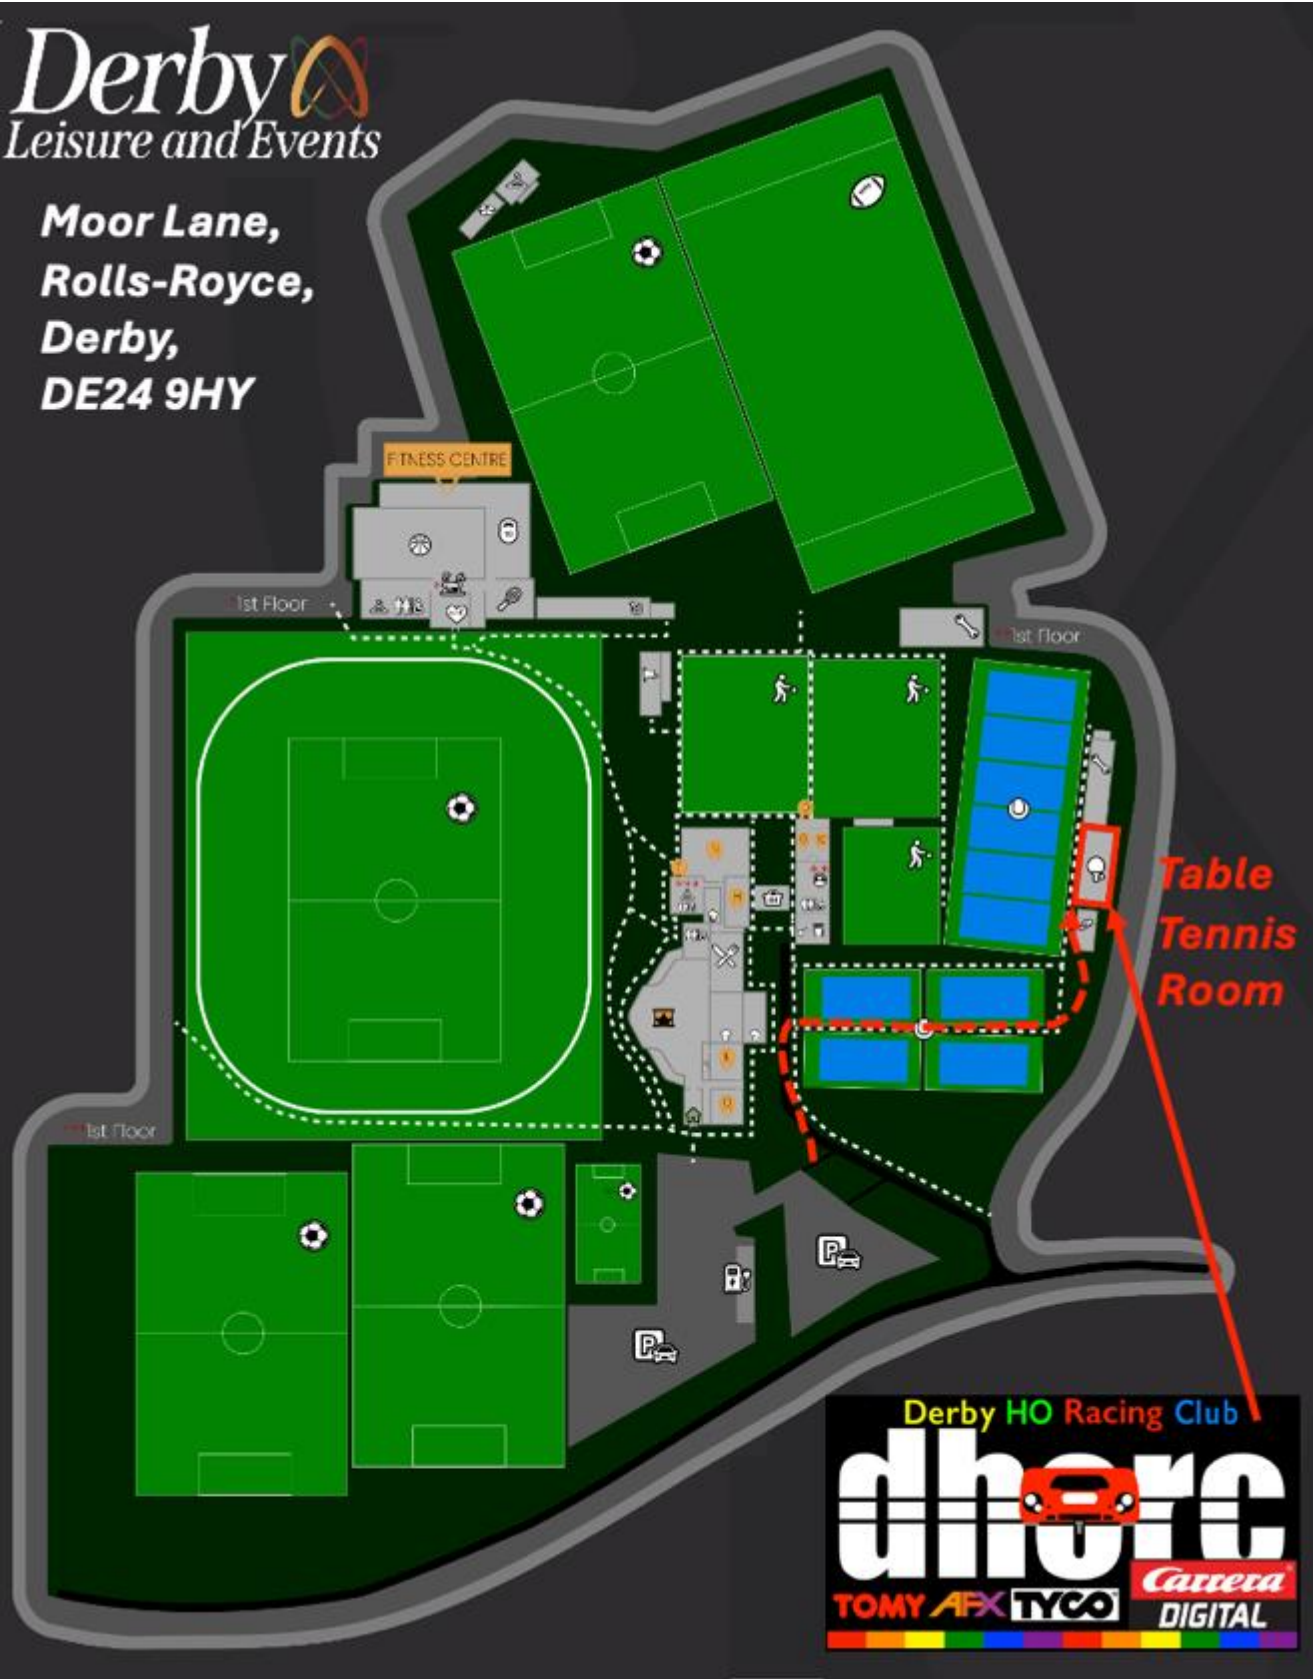 Derby
Leisure and Events
Moor Lane,
Rolls-Royce,
Derby,
DE24 9HY
FITNESS CENTRE
*1st Floor
**1st Floor
***1st Floor
Table
Tennis
Room
P
P
Derby HO Racing Club
dhorc
TOMY AFX TYCO
Carrera
DIGITAL